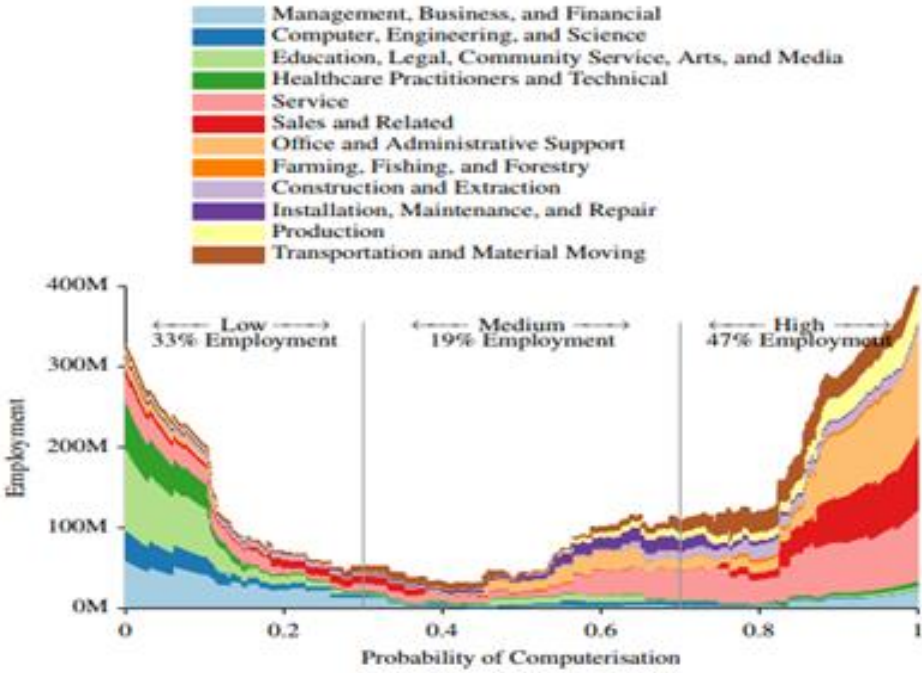 Management, Business, and Financial
Computer, Engineering, and Science
Education, Legal, Community Service, Arts, and Media
Healthcare Practitioners and Technical
Service
Sales and Related
Office and Administrative Support
Farming, Fishing, and Forestry
Construction and Extraction
Installation, Maintenance, and Repair
Production
Transportation and Material Moving
400M
Low
Medium
High
33% Employment
19% Employment
47% Employment
300M
200M
100M
0M
Employment
0
0.2
0.4
0.6
0.8
1
Probability of Computerisation